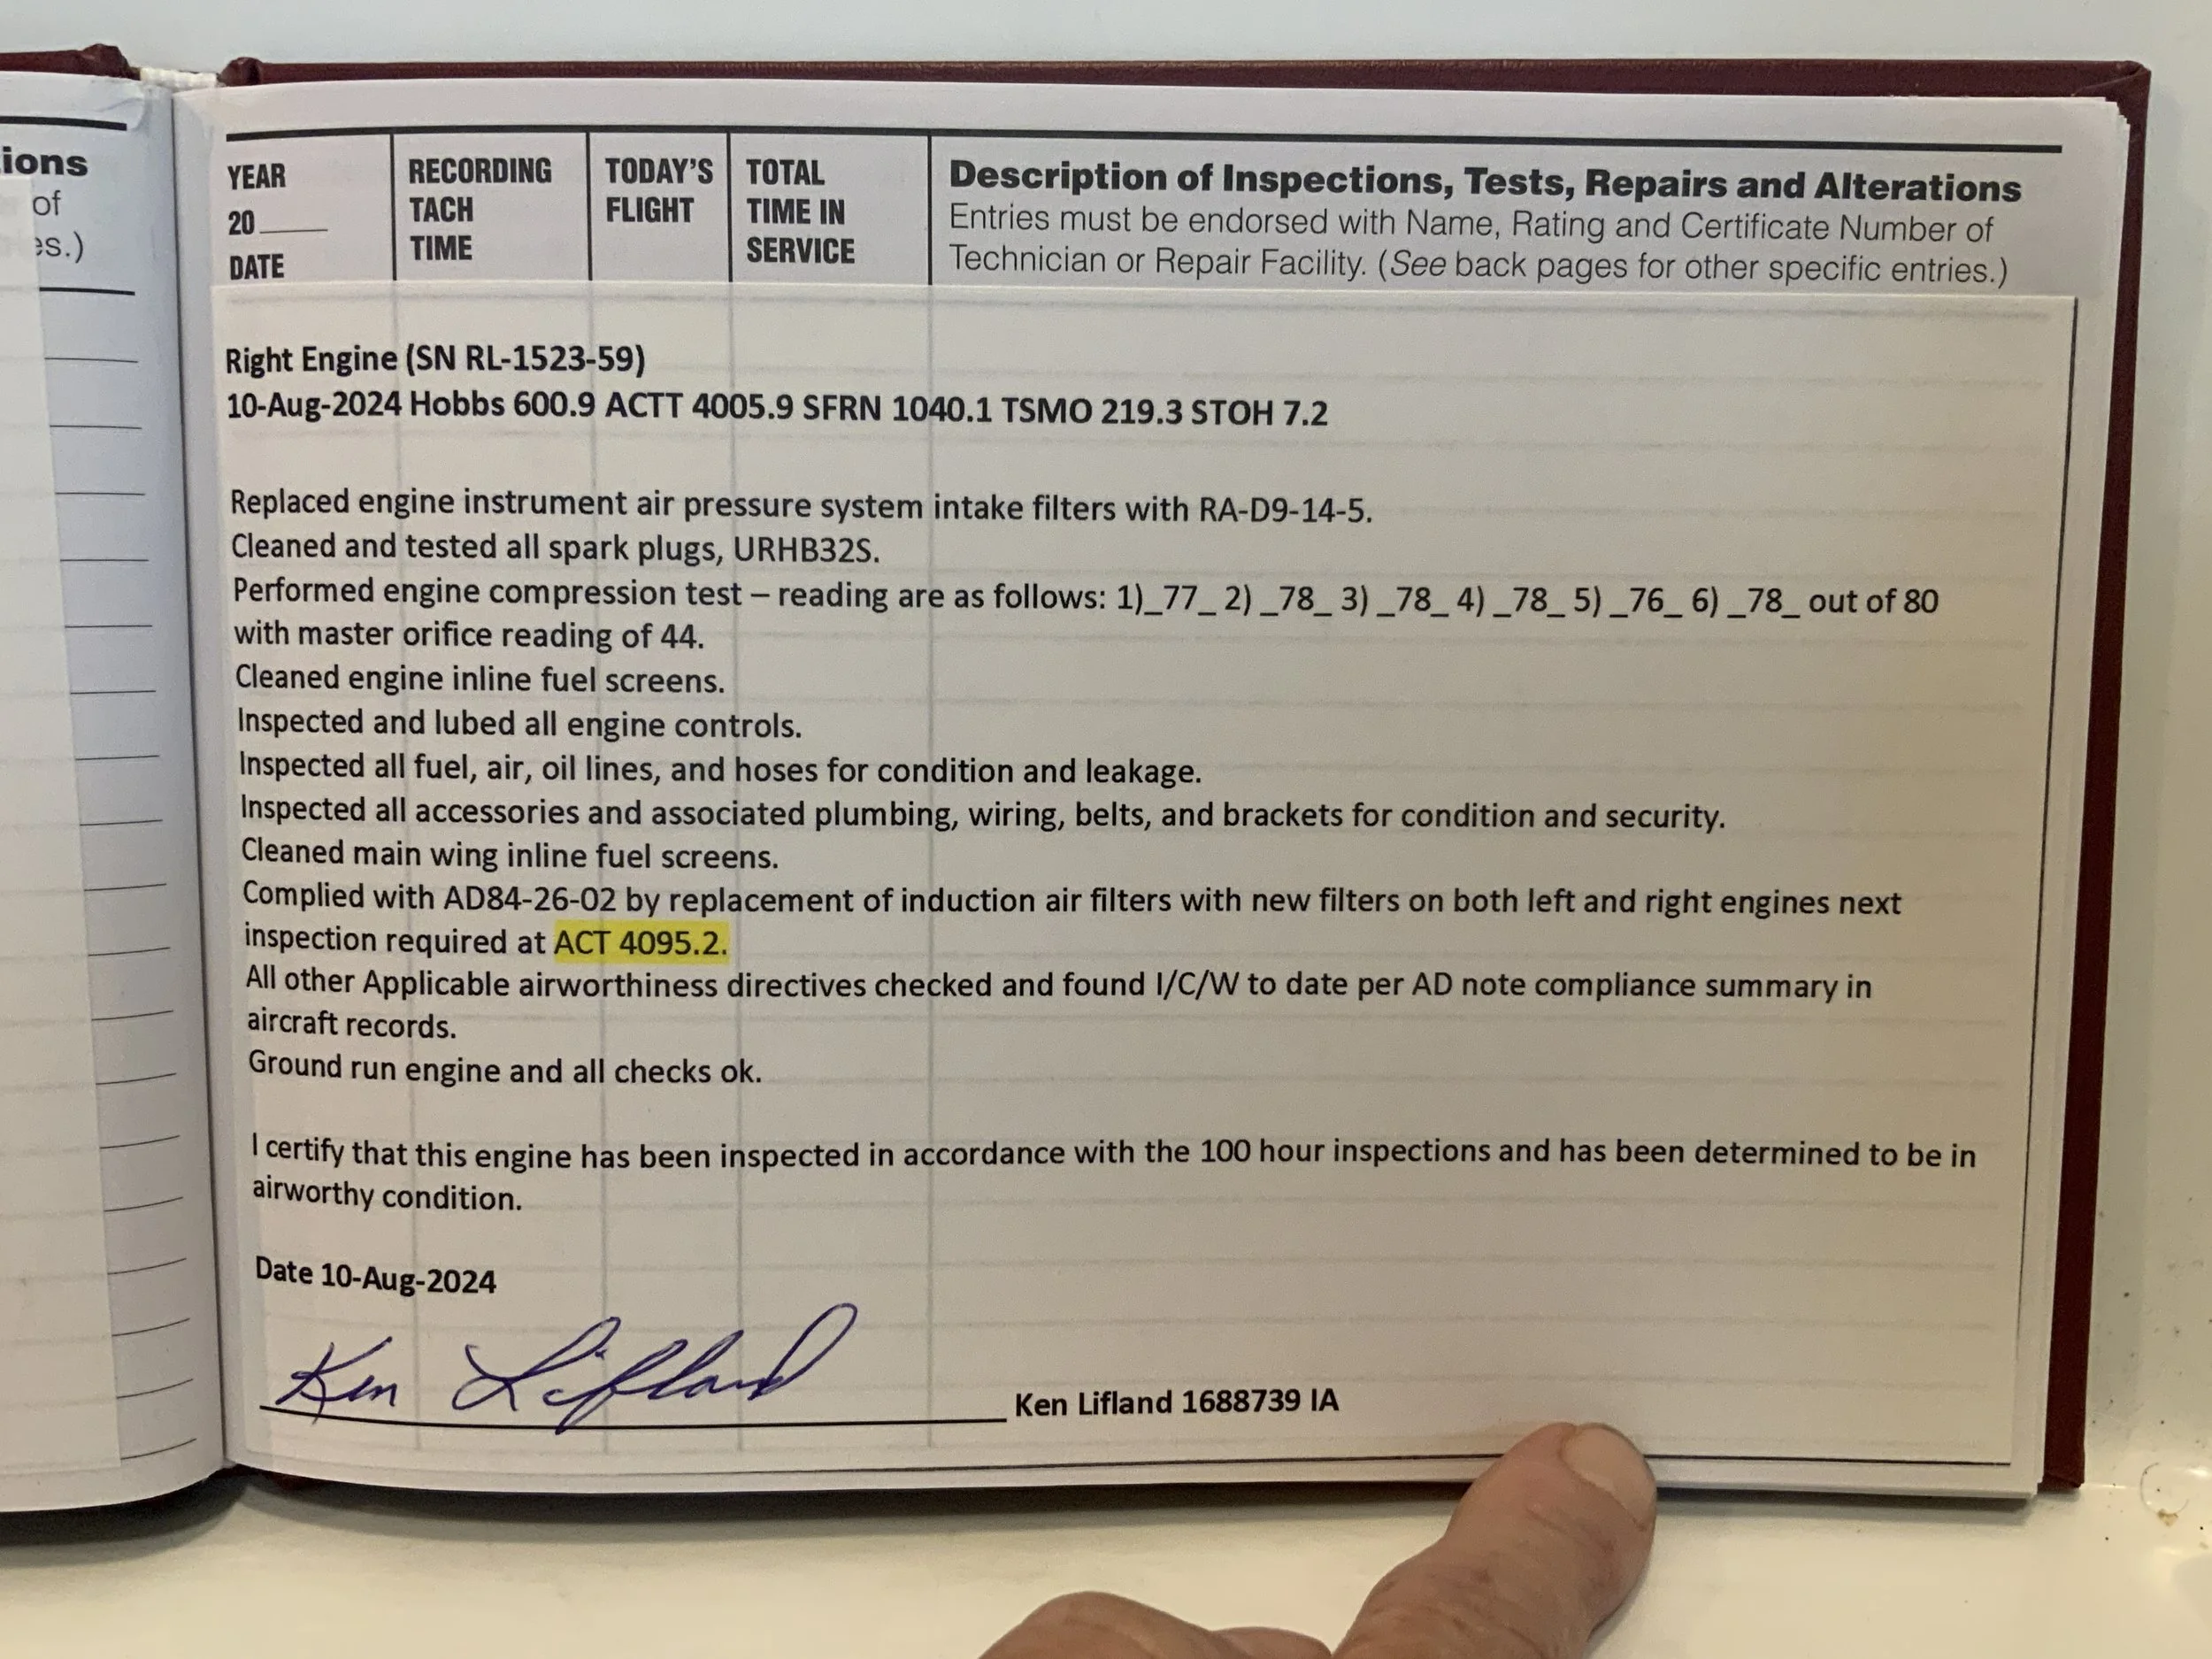 ions
of
es.)
YEAR
20____
DATE
RECORDING
TACH
TIME
TODAY'S
FLIGHT
TOTAL
TIME IN
SERVICE
Description of Inspections, Tests, Repairs and Alterations
Entries must be endorsed with Name, Rating and Certificate Number of
Technician or Repair Facility. (See back pages for other specific entries.)
Right Engine (SN RL-1523-59)
10-Aug-2024 Hobbs 600.9 ACTT 4005.9 SFRN 1040.1 TSMO 219.3 STOH 7.2
Replaced engine instrument air pressure system intake filters with RA-D9-14-5.
Cleaned and tested all spark plugs, URHB32S.
Performed engine compression test – reading are as follows: 1)_77_ 2) _78_ 3) _78_ 4) _78_ 5) _76_ 6) _78_ out of 80
with master orifice reading of 44.
Cleaned engine inline fuel screens.
Inspected and lubed all engine controls.
Inspected all fuel, air, oil lines, and hoses for condition and leakage.
Inspected all accessories and associated plumbing, wiring, belts, and brackets for condition and security.
Cleaned main wing inline fuel screens.
Complied with AD84-26-02 by replacement of induction air filters with new filters on both left and right engines next
inspection required at ACT 4095.2.
All other Applicable airworthiness directives checked and found I/C/W to date per AD note compliance summary in
aircraft records.
Ground run engine and all checks ok.
I certify that this engine has been inspected in accordance with the 100 hour inspections and has been determined to be in
airworthy condition.
Date 10-Aug-2024
Ken Lifland
Ken Lifland 1688739 IA